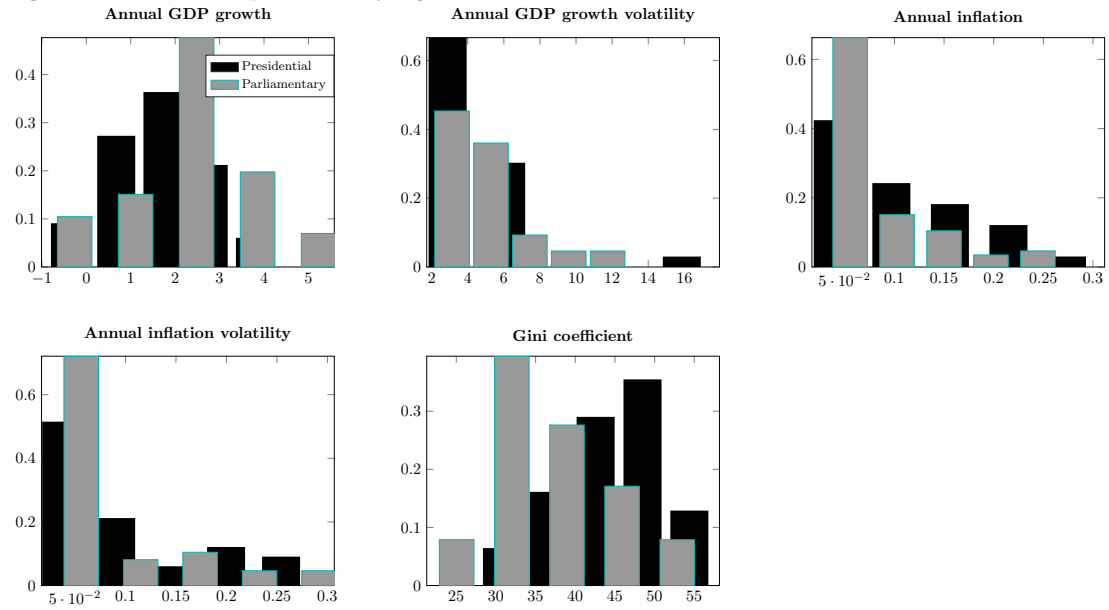 Annual GDP growth
0.4
0.3
0.2
0.1
0
−1 0 1 2 3 4 5
Presidential
Parliamentary
Annual GDP growth volatility
0.6
0.4
0.2
0
2 4 6 8 10 12 14 16
Annual inflation
0.6
0.4
0.2
0
5 · 10⁻² 0.1 0.15 0.2 0.25 0.3
Annual inflation volatility
0.6
0.4
0.2
0
5 · 10⁻² 0.1 0.15 0.2 0.25 0.3
Gini coefficient
0.3
0.2
0.1
0
25 30 35 40 45 50 55